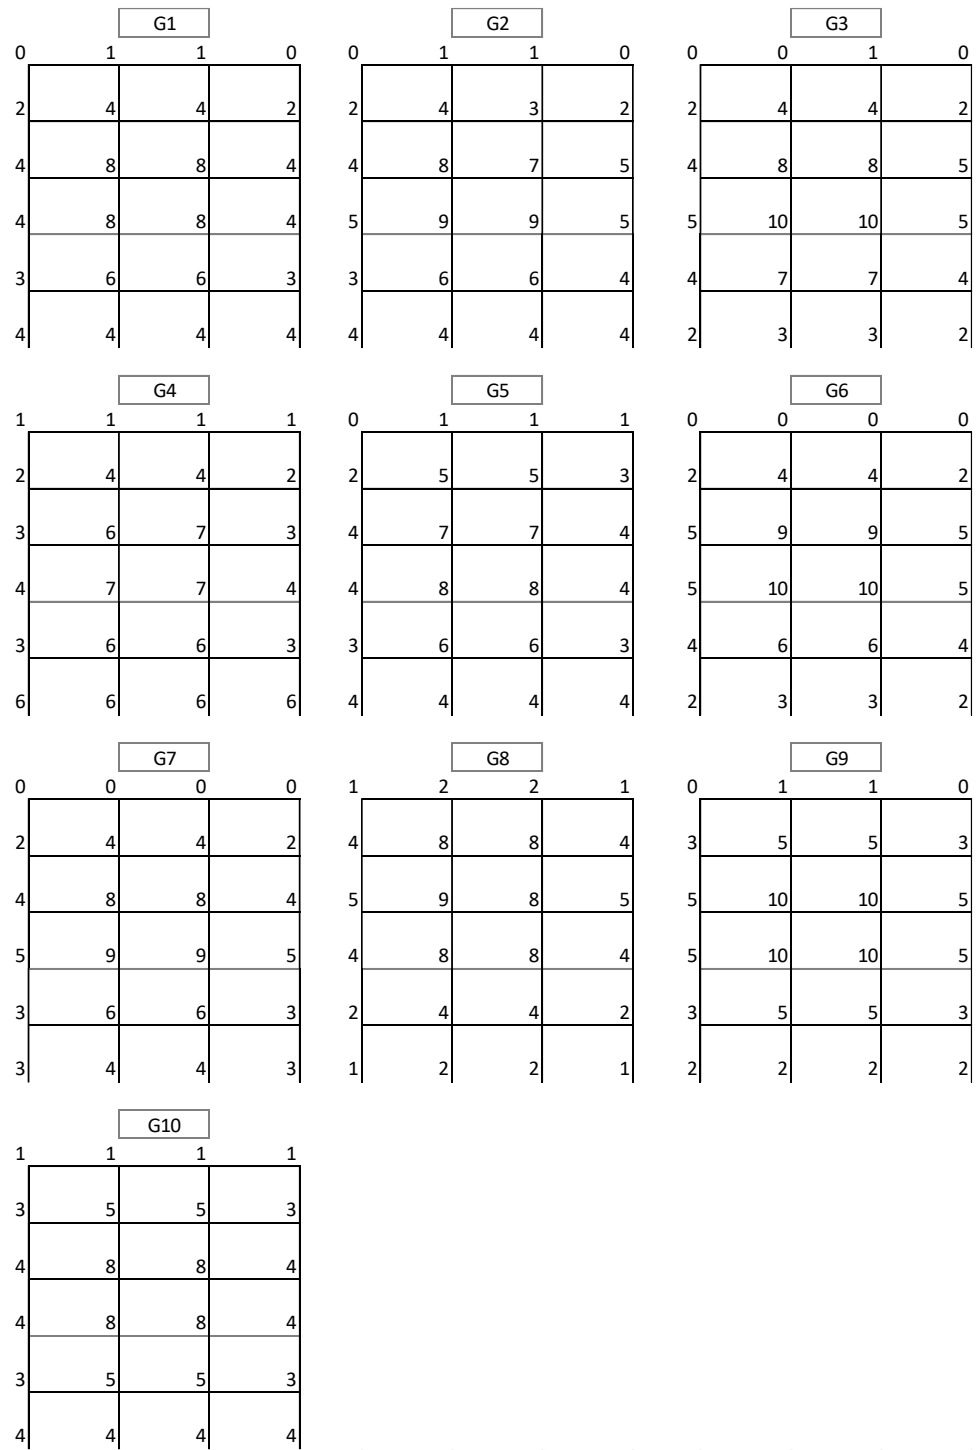 G1 G2 G3
0 1 1 0 0 1 1 0 0 0 1 0
2 4 4 2 2 4 3 2 2 4 4 2
4 8 8 4 4 8 7 5 4 8 8 5
4 8 8 4 5 9 9 5 5 10 10 5
3 6 6 3 3 6 6 4 4 7 7 4
4 4 4 4 4 4 4 4 2 3 3 2
G4 G5 G6
1 1 1 1 0 1 1 1 0 0 0 0
2 4 4 2 2 5 5 3 2 4 4 2
3 6 7 3 4 7 7 4 5 9 9 5
4 7 7 4 4 8 8 4 5 10 10 5
3 6 6 3 3 6 6 3 4 6 6 4
6 6 6 6 4 4 4 4 2 3 3 2
G7 G8 G9
0 0 0 0 1 2 2 1 0 1 1 0
2 4 4 2 4 8 8 4 3 5 5 3
4 8 8 4 5 9 8 5 5 10 10 5
5 9 9 5 4 8 8 4 5 10 10 5
3 6 6 3 2 4 4 2 3 5 5 3
3 4 4 3 1 2 2 1 2 2 2 2
G10
1 1 1 1
3 5 5 3
4 8 8 4
4 8 8 4
3 5 5 3
4 4 4 4